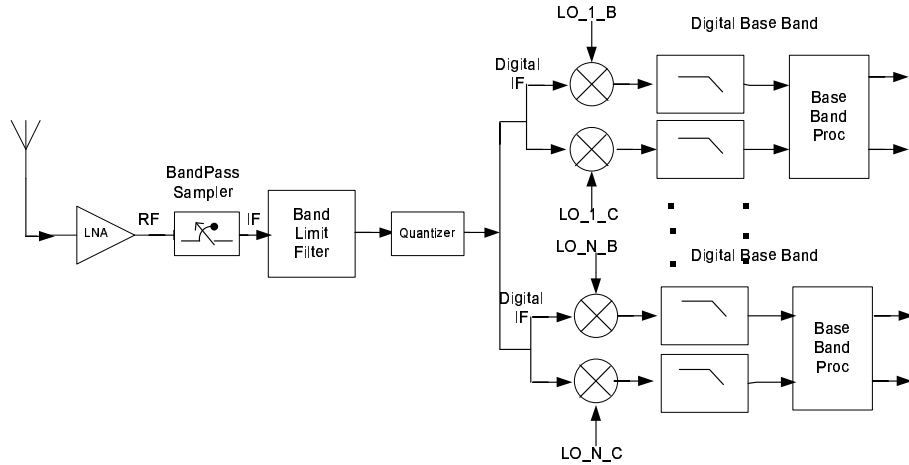 LO_1_B
Digital Base Band
Digital
IF
Base
Band
Proc
BandPass
Sampler
RF
IF
LNA
Band
Limit
Filter
Quantizer
LO_1_C
LO_N_B
Digital Base Band
Digital
IF
Base
Band
Proc
LO_N_C